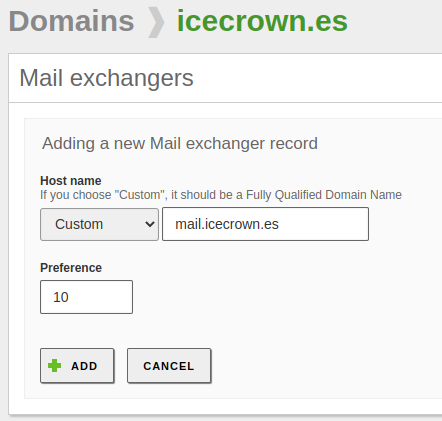 Domains ❯ icecrown.es
Mail exchangers
Adding a new Mail exchanger record
Host name
If you choose "Custom", it should be a Fully Qualified Domain Name
Custom mail.icecrown.es
Preference
10
ADD CANCEL